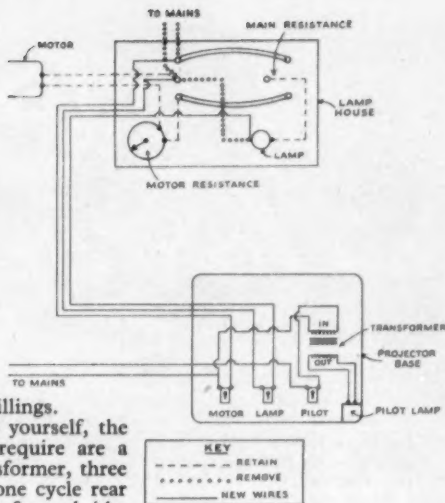 TO MAINS
MAIN RESISTANCE
MOTOR
LAMP
HOUSE
LAMP
MOTOR RESISTANCE
IN
TRANSFORMER
OUT
PROJECTOR
BASE
TO MAINS
MOTOR LAMP PILOT
PILOT LAMP
illings.
yourself, the
require are a
sformer, three
one cycle rear
KEY
RETAIN
REMOVE
NEW WIRES